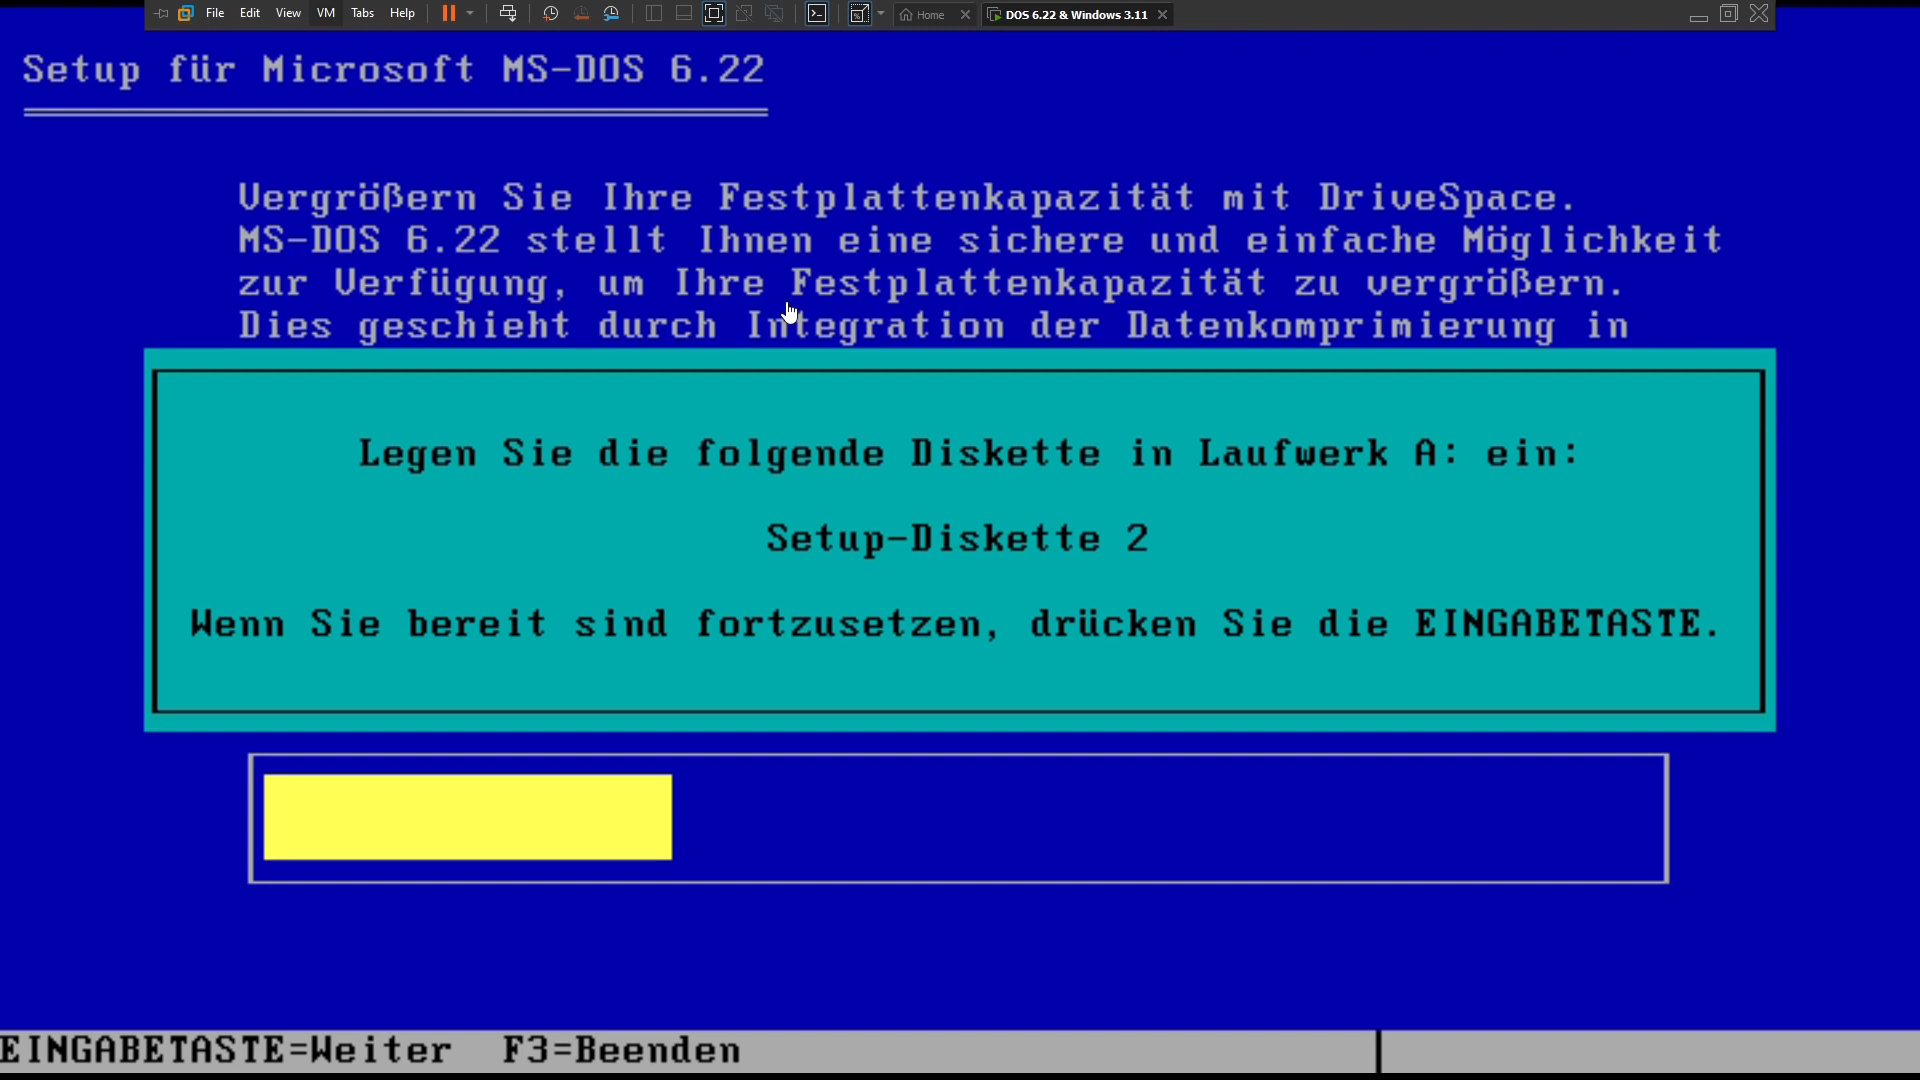 File Edit View VM Tabs Help Home DOS 6.22 & Windows 3.11
Setup für Microsoft MS-DOS 6.22
Vergrößern Sie Ihre Festplattenkapazität mit DriveSpace.
MS-DOS 6.22 stellt Ihnen eine sichere und einfache Möglichkeit
zur Verfügung, um Ihre Festplattenkapazität zu vergrößern.
Dies geschieht durch Integration der Datenkomprimierung in
Legen Sie die folgende Diskette in Laufwerk A: ein:
Setup-Diskette 2
Wenn Sie bereit sind fortzusetzen, drücken Sie die EINGABETASTE.
EINGABETASTE=Weiter F3=Beenden